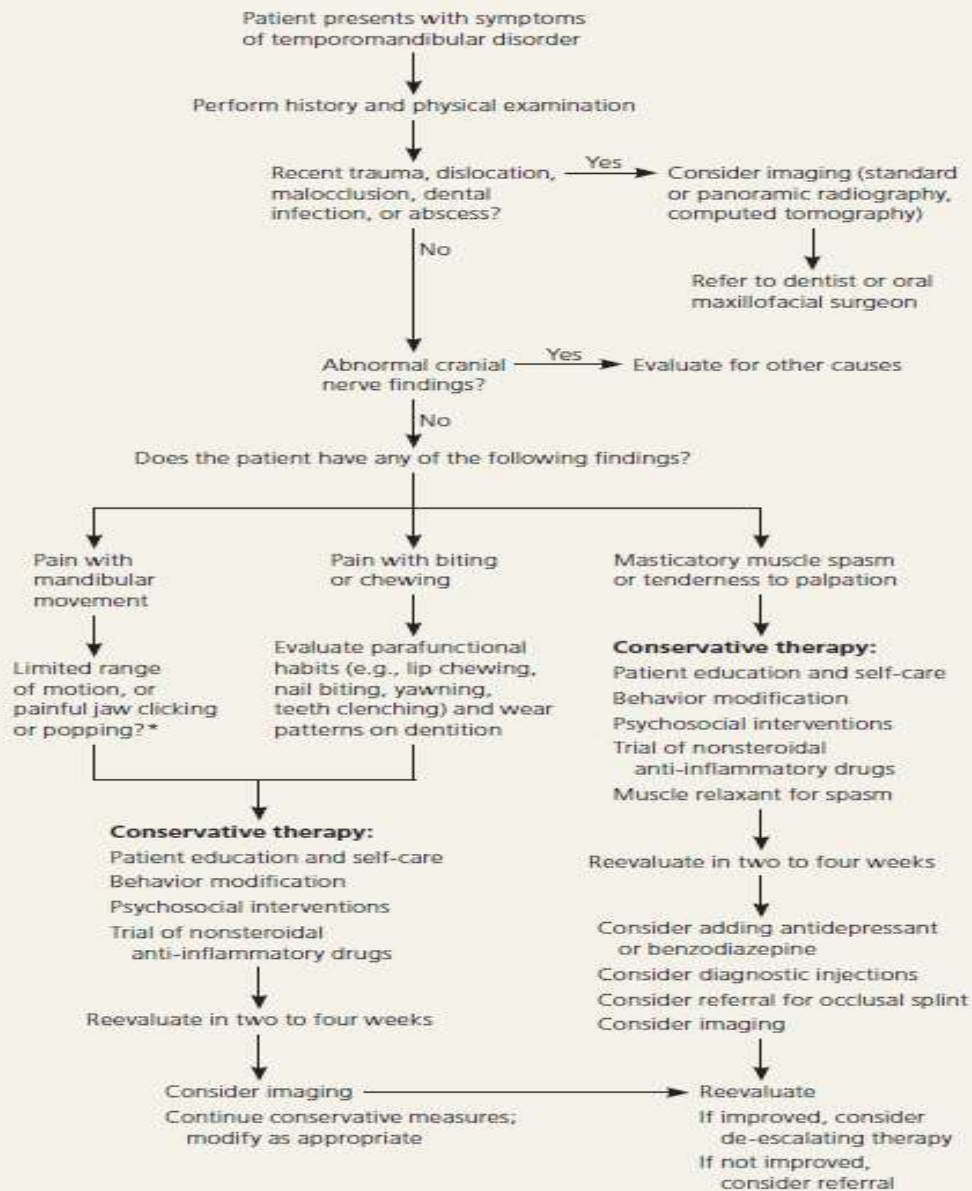 Patient presents with symptoms
of temporomandibular disorder
Perform history and physical examination
Recent trauma, dislocation,
malocclusion, dental
infection, or abscess?
Yes
Consider imaging (standard
or panoramic radiography,
computed tomography)
Refer to dentist or oral
maxillofacial surgeon
No
Abnormal cranial
nerve findings?
Yes
Evaluate for other causes
No
Does the patient have any of the following findings?
Pain with
mandibular
movement
Limited range
of motion, or
painful jaw clicking
or popping?*
Pain with biting
or chewing
Evaluate parafunctional
habits (e.g., lip chewing,
nail biting, yawning,
teeth clenching) and wear
patterns on dentition
Conservative therapy:
Patient education and self-care
Behavior modification
Psychosocial interventions
Trial of nonsteroidal
anti-inflammatory drugs
Reevaluate in two to four weeks
Consider imaging
Continue conservative measures;
modify as appropriate
Masticatory muscle spasm
or tenderness to palpation
Conservative therapy:
Patient education and self-care
Behavior modification
Psychosocial interventions
Trial of nonsteroidal
anti-inflammatory drugs
Muscle relaxant for spasm
Reevaluate in two to four weeks
Consider adding antidepressant
or benzodiazepine
Consider diagnostic injections
Consider referral for occlusal splint
Consider imaging
Reevaluate
If improved, consider
de-escalating therapy
If not improved,
consider referral